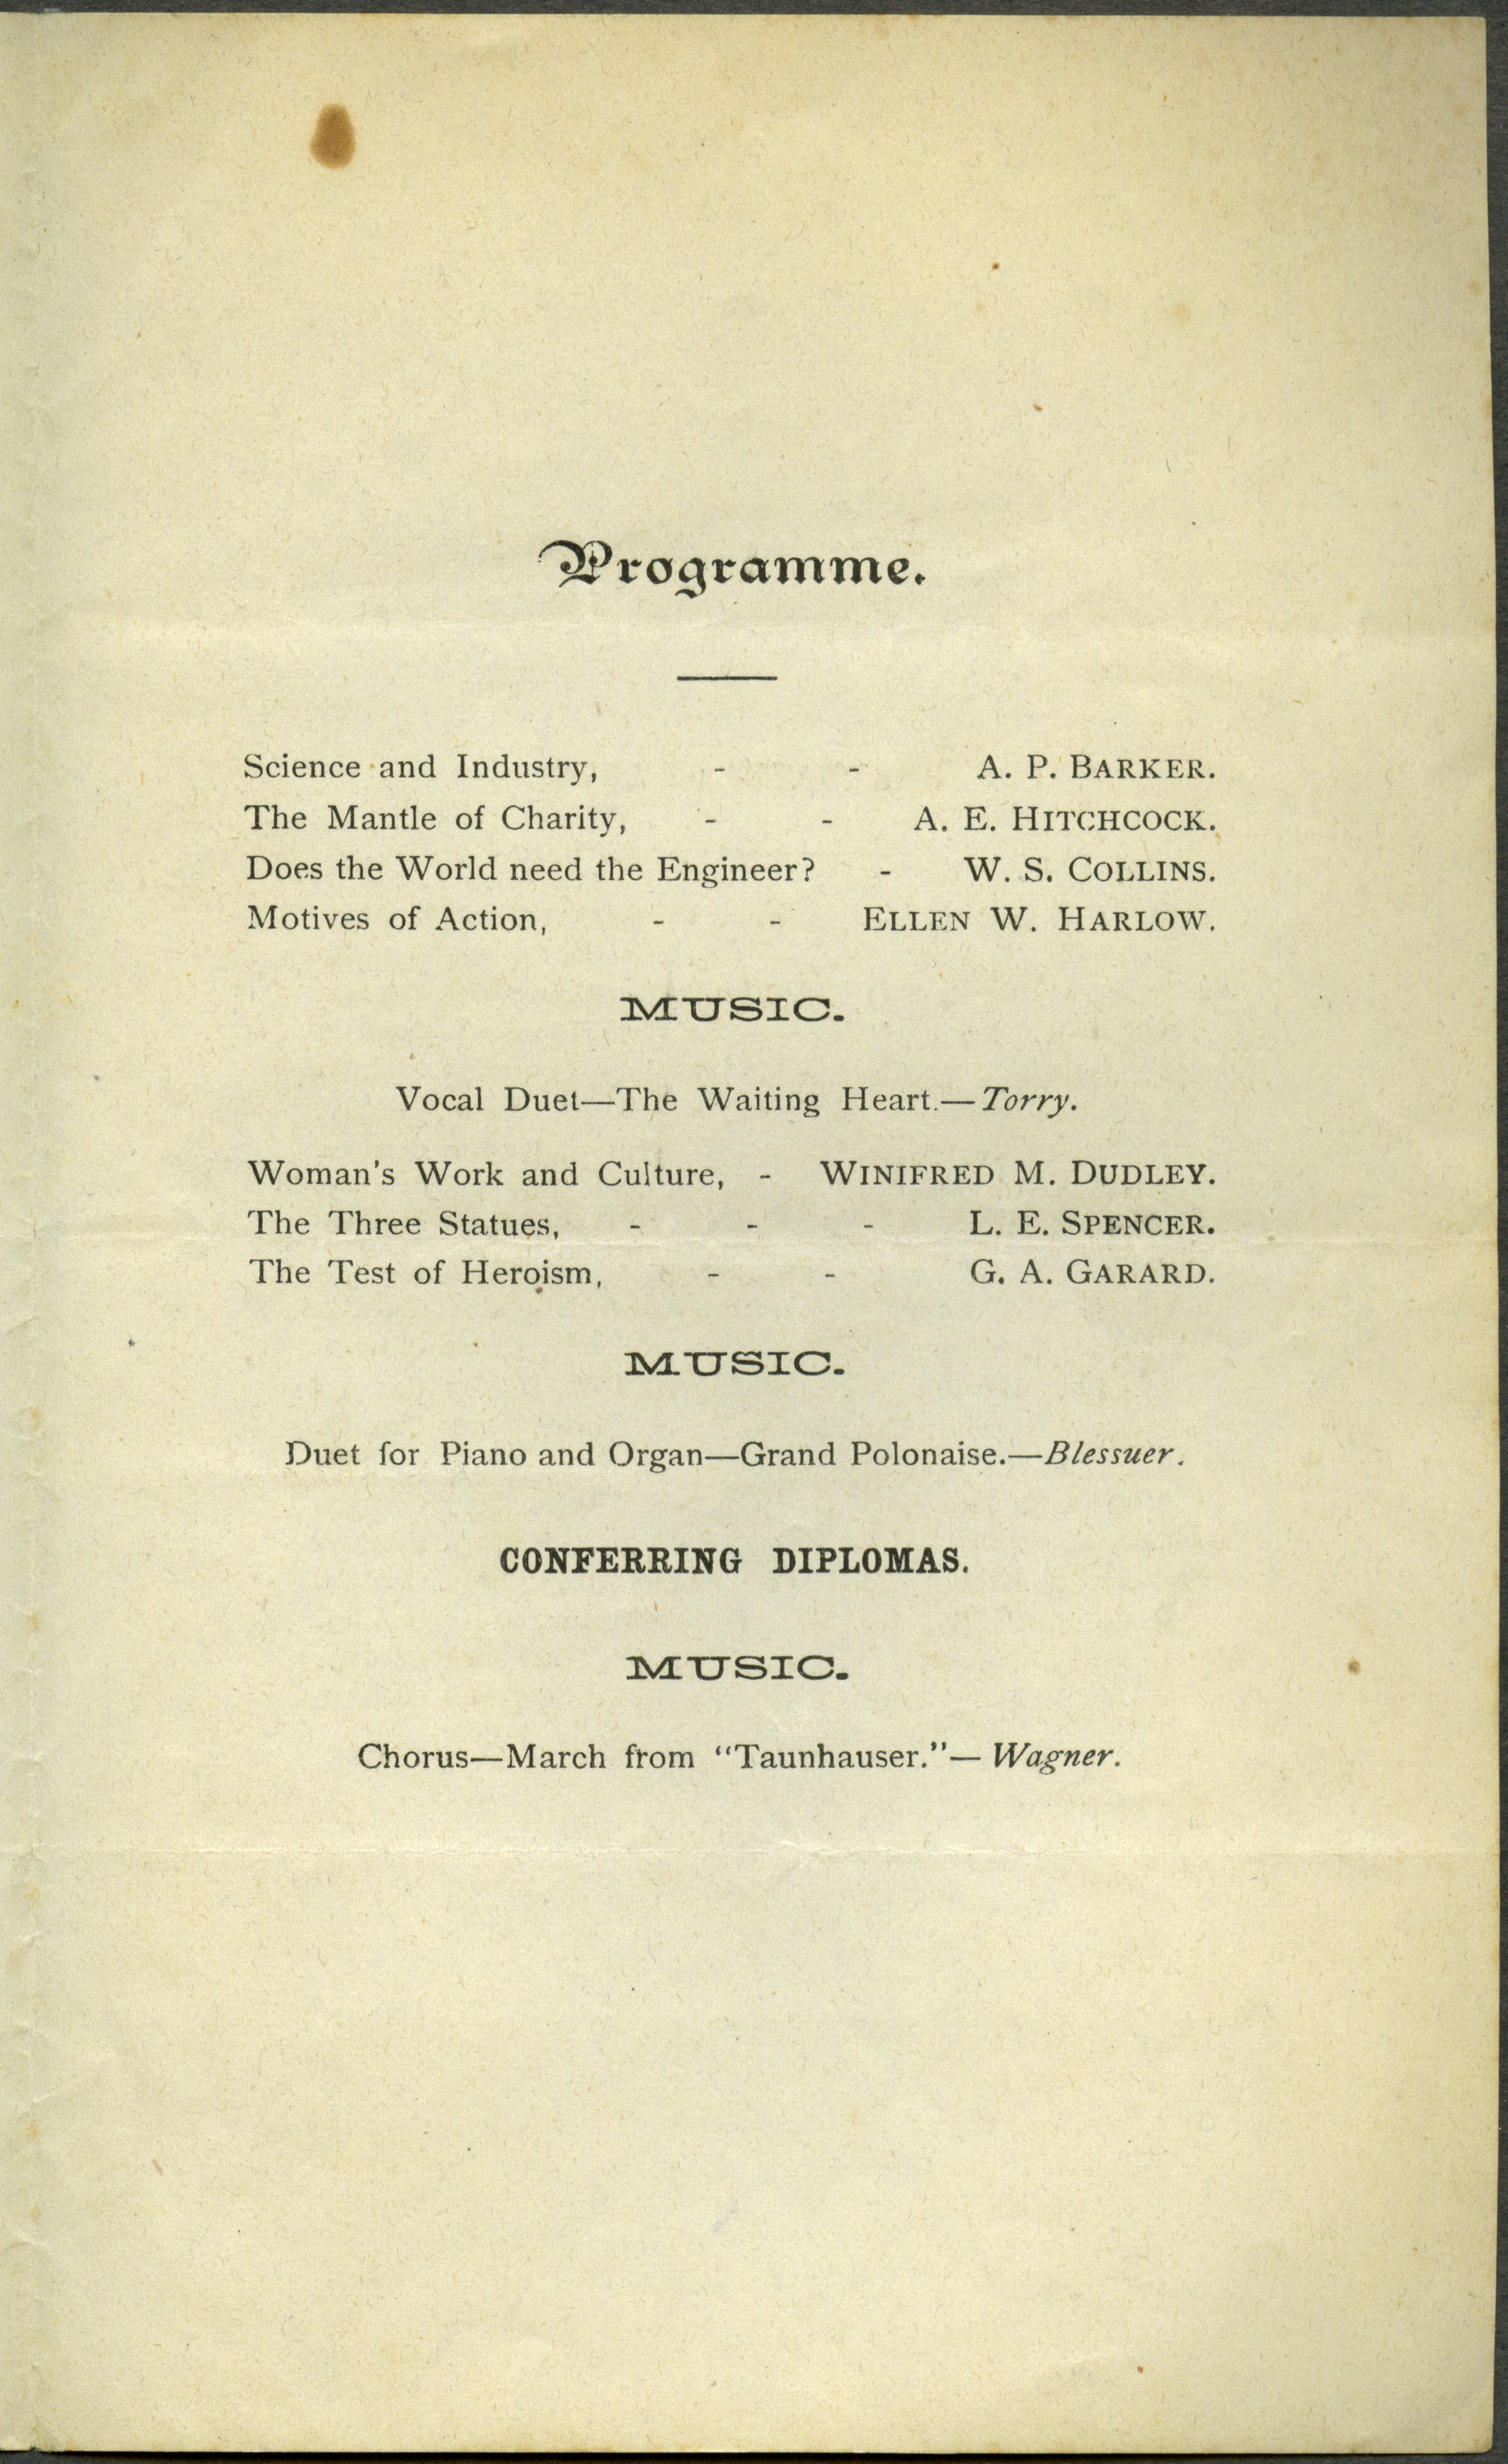 Programme.
Science and Industry, - - A. P. BARKER.
The Mantle of Charity, - - A. E. HITCHCOCK.
Does the World need the Engineer? - W. S. COLLINS.
Motives of Action, - - ELLEN W. HARLOW.
MUSIC.
Vocal Duet—The Waiting Heart.—Torry.
Woman's Work and Culture, - WINIFRED M. DUDLEY.
The Three Statues, - - - L. E. SPENCER.
The Test of Heroism, - - G. A. GARARD.
MUSIC.
Duet for Piano and Organ—Grand Polonaise.—Blessuer.
CONFERRING DIPLOMAS.
MUSIC.
Chorus—March from "Taunhauser."—Wagner.